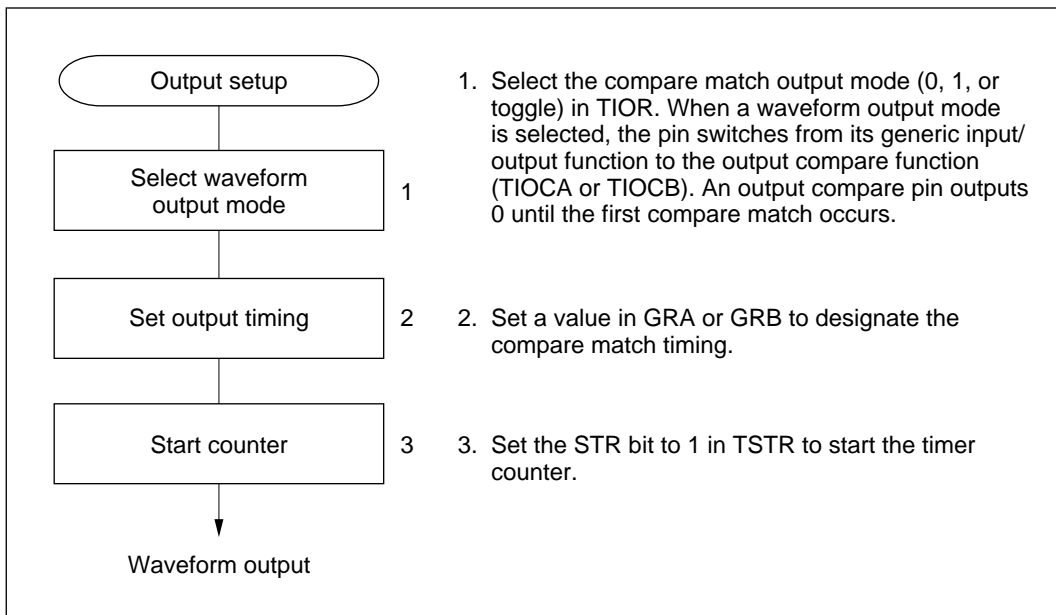 Output setup
Select waveform
output mode
1
1. Select the compare match output mode (0, 1, or
toggle) in TIOR. When a waveform output mode
is selected, the pin switches from its generic input/
output function to the output compare function
(TIOCA or TIOCB). An output compare pin outputs
0 until the first compare match occurs.
Set output timing
2
2. Set a value in GRA or GRB to designate the
compare match timing.
Start counter
3
3. Set the STR bit to 1 in TSTR to start the timer
counter.
Waveform output